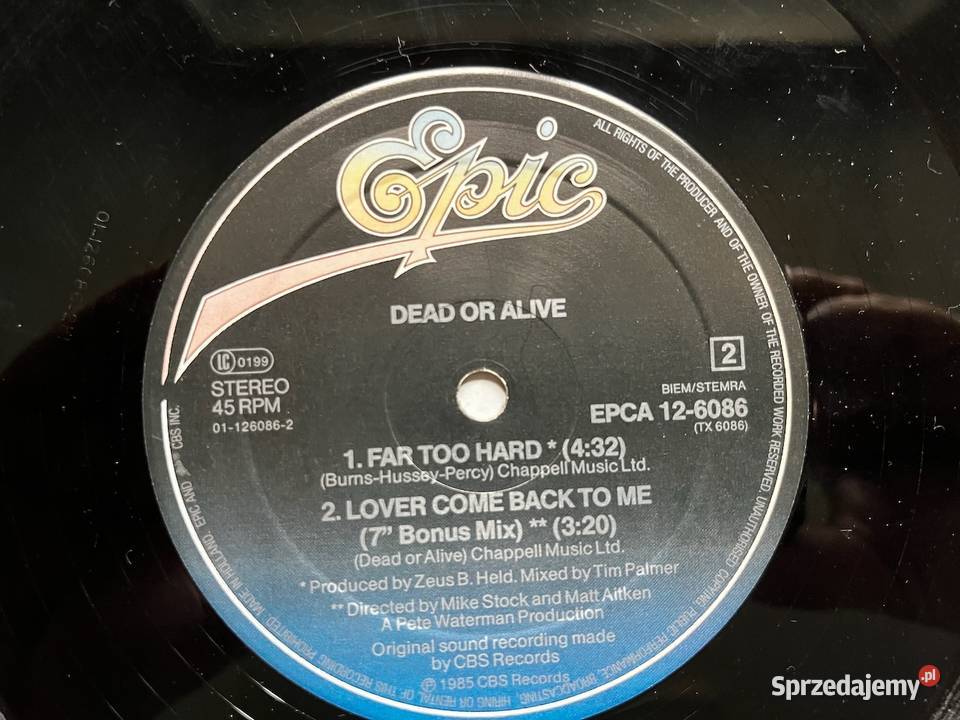 Epic
ALL RIGHTS OF THE PRODUCER AND OF THE OWNER OF THE RECORDED WORK RESERVED. UNAUTHORISED COPYING PUBLIC PERFORMANCE, BROADCASTING, HIRING OR RENTAL OF THIS RECORDING PROHIBITED. MADE IN HOLLAND. EPIC AND CBS INC.
DEAD OR ALIVE
LC 0199
STEREO
45 RPM
01-126086-2
2
BIEM/STEMRA
EPCA 12-6086
(TX 6086)
1. FAR TOO HARD * (4:32)
(Burns-Hussey-Percy) Chappell Music Ltd.
2. LOVER COME BACK TO ME
(7" Bonus Mix) ** (3:20)
(Dead or Alive) Chappell Music Ltd.
* Produced by Zeus B. Held. Mixed by Tim Palmer
** Directed by Mike Stock and Matt Aitken
A Pete Waterman Production
Original sound recording made
by CBS Records
℗ 1985 CBS Records
Sprzedajemy.pl